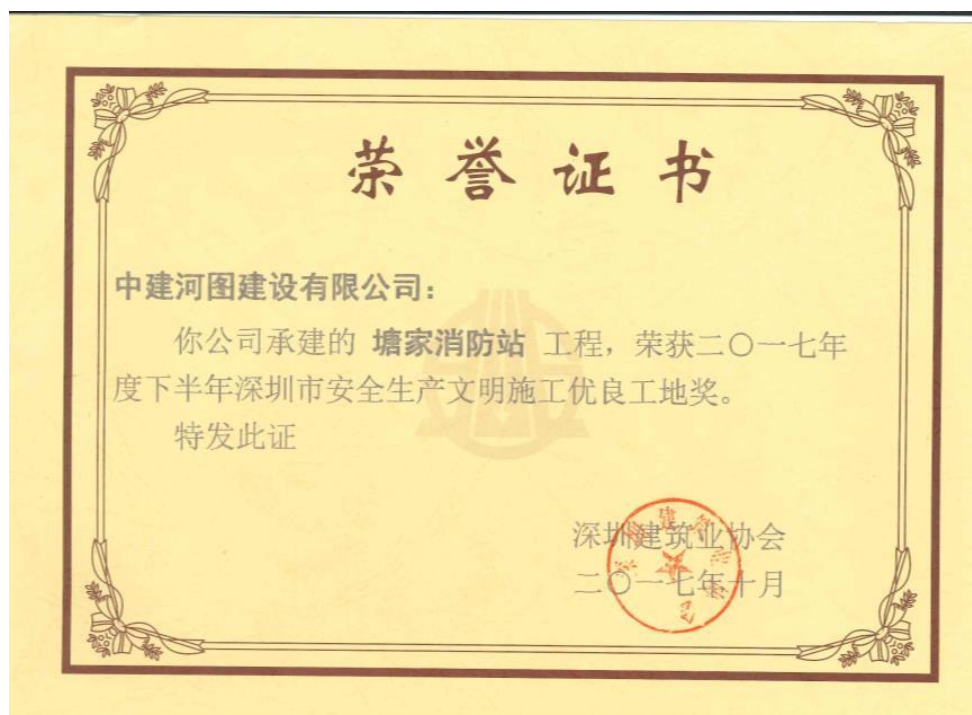 荣誉证书
中建河图建设有限公司：
你公司承建的 塘家消防站 工程，荣获二〇一七年
度下半年深圳市安全生产文明施工优良工地奖。
特发此证
深圳建筑业协会
二〇一七年十月